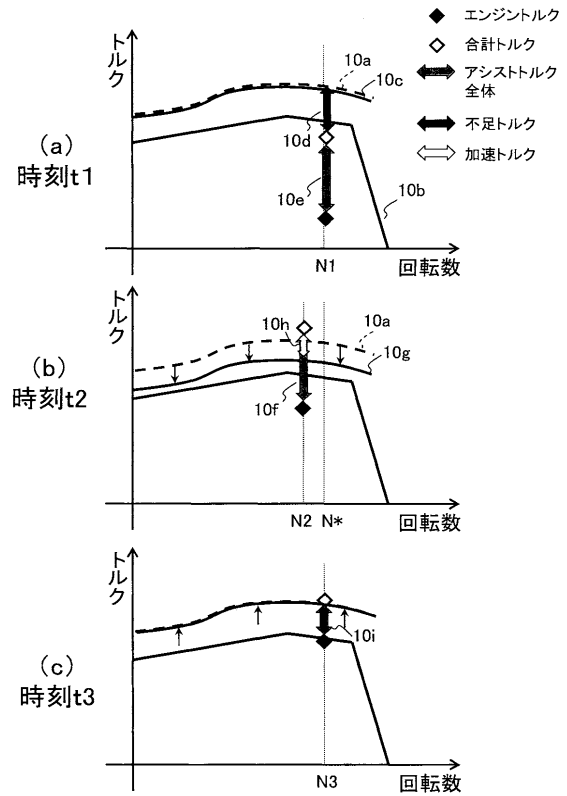 エンジントルク
合計トルク
アシストトルク
全体
不足トルク
加速トルク
トルク
10a
10c
10d
10e
10b
(a)
時刻t1
N1
回転数
トルク
10h
10a
10g
10f
(b)
時刻t2
N2 N*
回転数
トルク
10i
(c)
時刻t3
N3
回転数